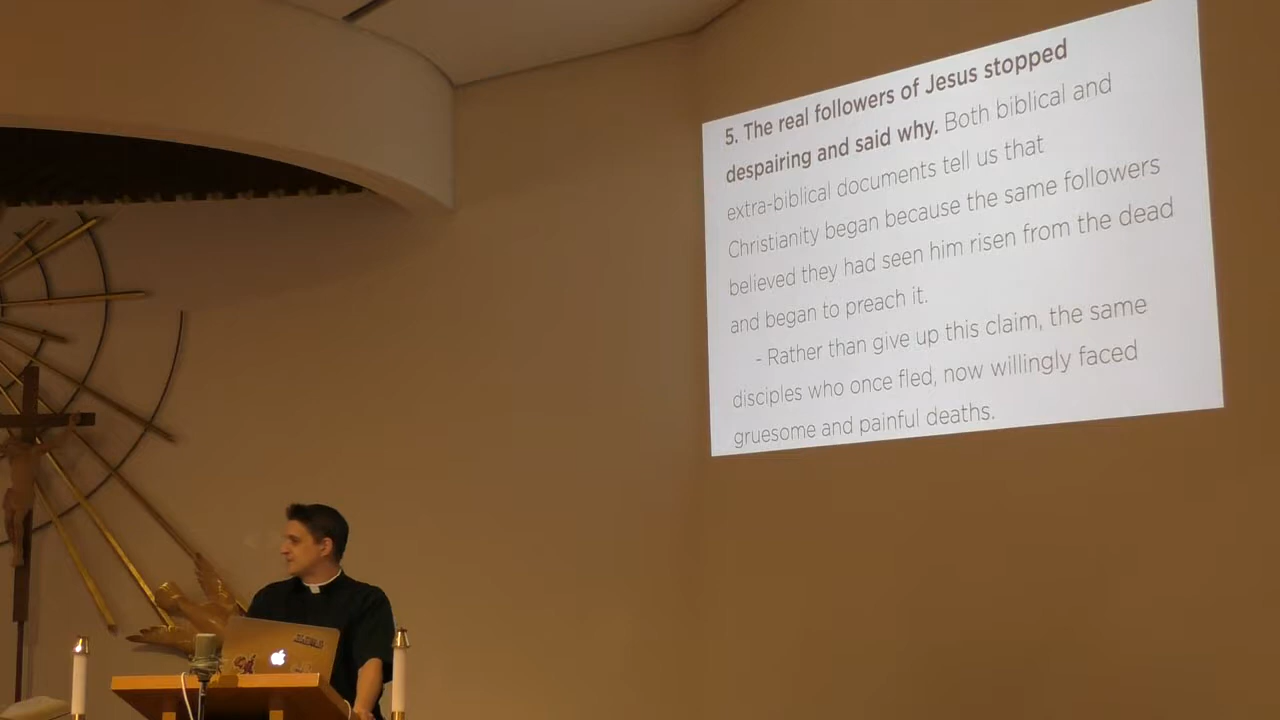 5. The real followers of Jesus stopped
despairing and said why. Both biblical and
extra-biblical documents tell us that
Christianity began because the same followers
believed they had seen him risen from the dead
and began to preach it.
- Rather than give up this claim, the same
disciples who once fled, now willingly faced
gruesome and painful deaths.